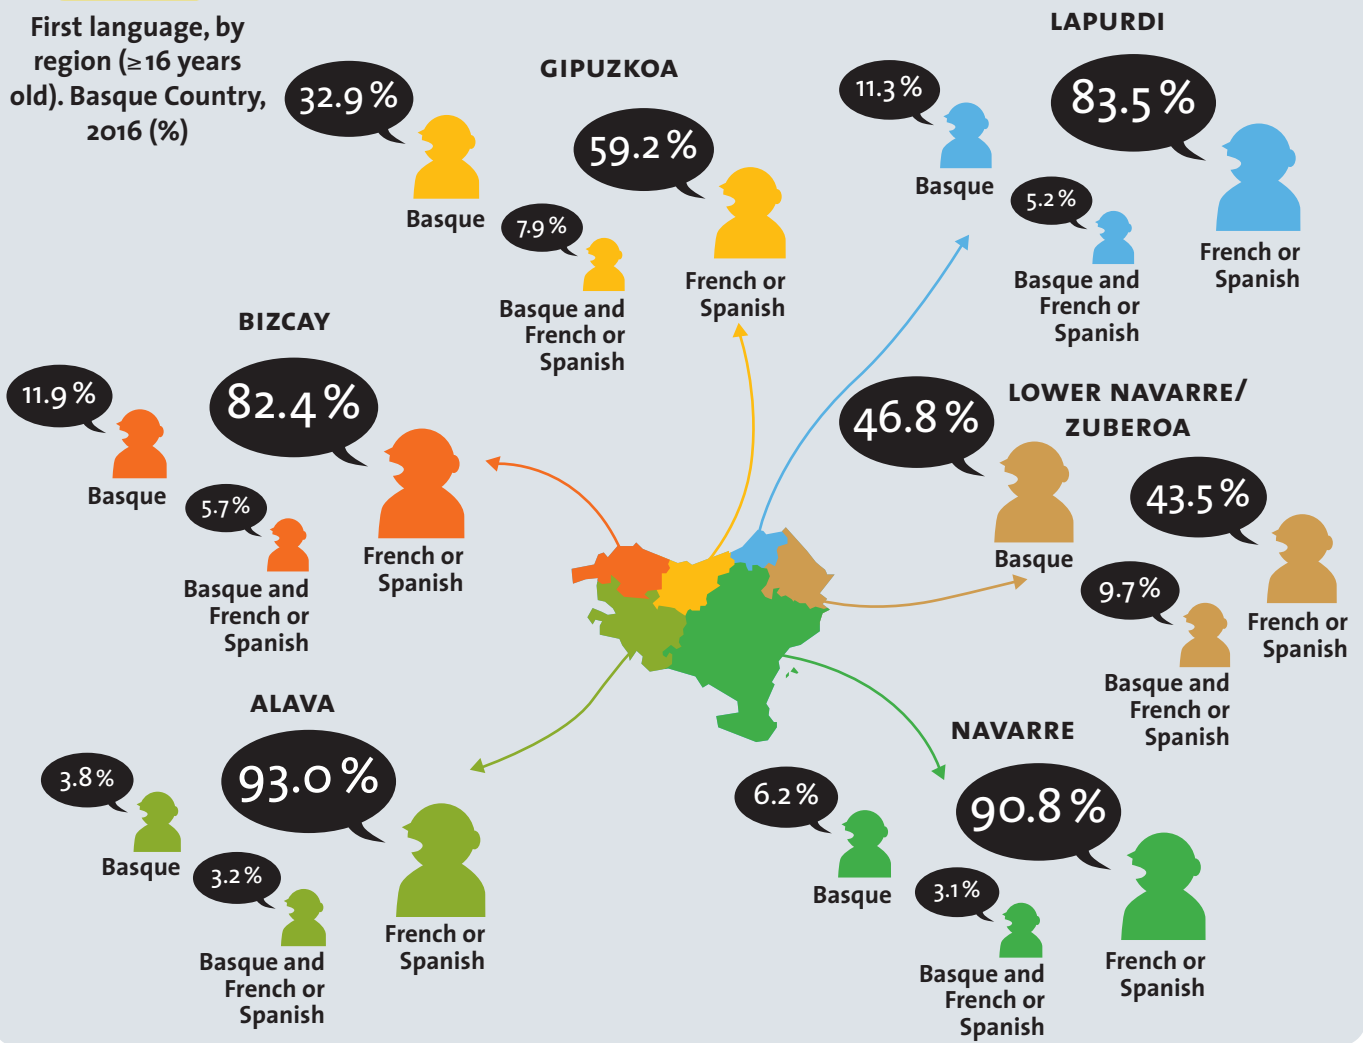 First language, by
region (≥16 years
old). Basque Country,
2016 (%)
GIPUZKOA
32.9 %
Basque
7.9 %
Basque and
French or
Spanish
59.2 %
French or
Spanish
LAPURDI
11.3 %
Basque
5.2 %
Basque and
French or
Spanish
83.5 %
French or
Spanish
BIZCAY
11.9 %
Basque
5.7 %
Basque and
French or
Spanish
82.4 %
French or
Spanish
LOWER NAVARRE/
ZUBEROA
46.8 %
Basque
9.7 %
Basque and
French or
Spanish
43.5 %
French or
Spanish
ALAVA
3.8 %
Basque
3.2 %
Basque and
French or
Spanish
93.0 %
French or
Spanish
NAVARRE
6.2 %
Basque
3.1 %
Basque and
French or
Spanish
90.8 %
French or
Spanish